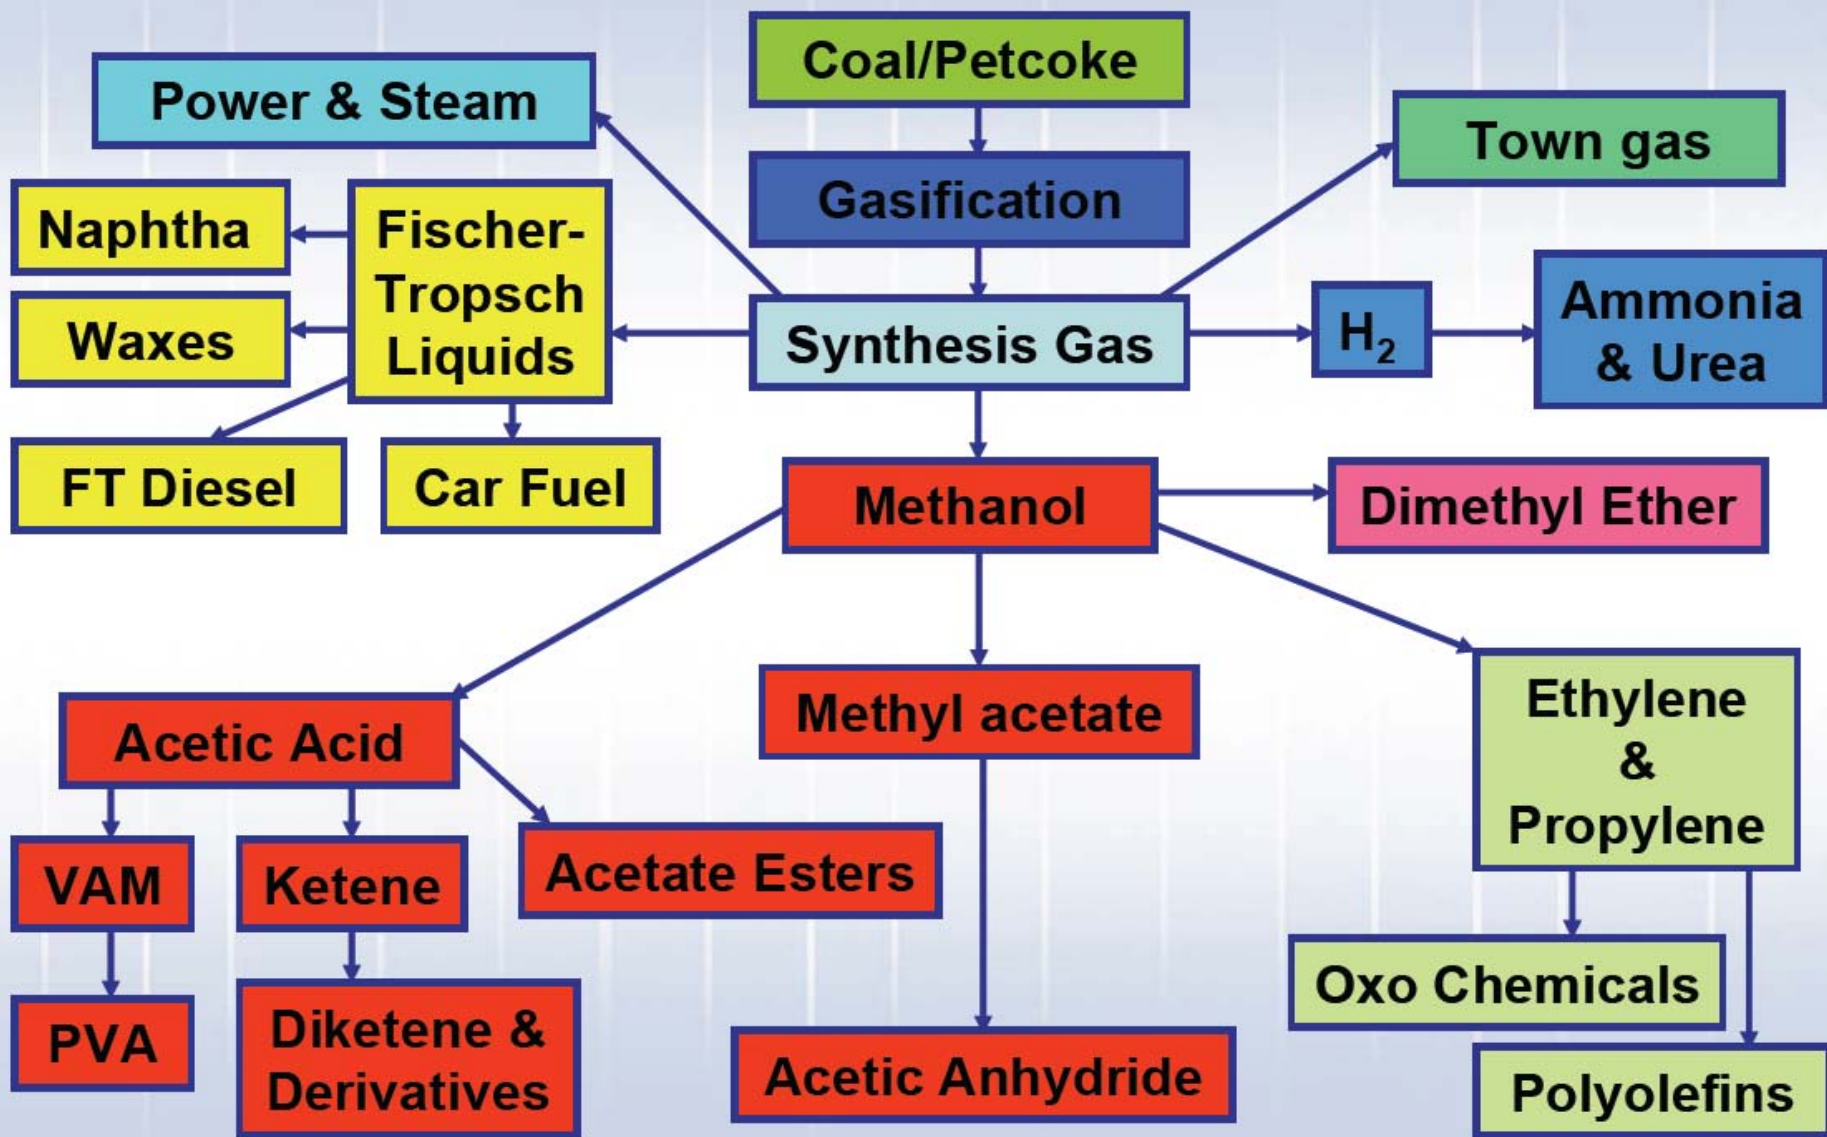 Coal/Petcoke
Power & Steam
Town gas
Gasification
Naphtha
Fischer-
Tropsch
Liquids
Waxes
Synthesis Gas
H₂
Ammonia
& Urea
FT Diesel
Car Fuel
Methanol
Dimethyl Ether
Acetic Acid
Methyl acetate
Ethylene
&
Propylene
VAM
Ketene
Acetate Esters
PVA
Diketene &
Derivatives
Acetic Anhydride
Oxo Chemicals
Polyolefins